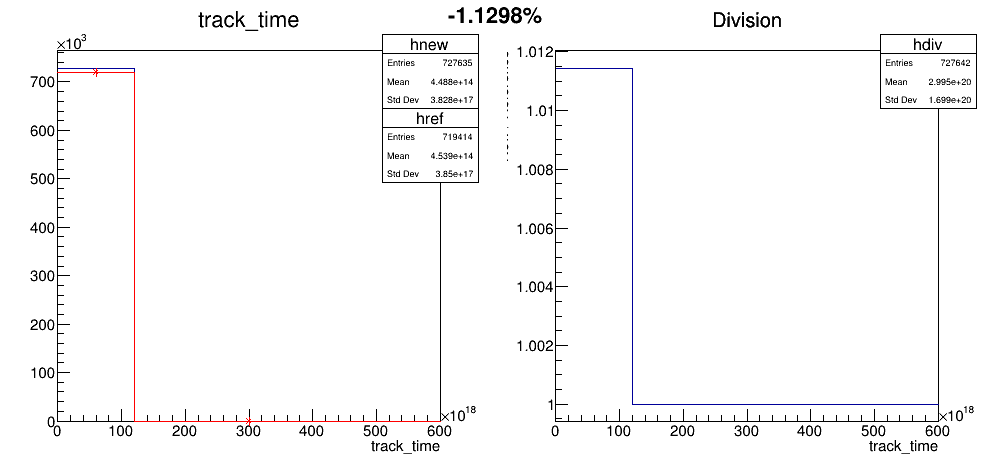 -1.1298%
track_time
×10³
700
600
500
400
300
200
100
0
0 100 200 300 400 500 600
×10¹⁸
track_time
hnew
Entries 727635
Mean 4.488e+14
Std Dev 3.828e+17
href
Entries 719414
Mean 4.539e+14
Std Dev 3.85e+17
Division
1.012
1.01
1.008
1.006
1.004
1.002
1
0 100 200 300 400 500 600
×10¹⁸
track_time
hdiv
Entries 727642
Mean 2.995e+20
Std Dev 1.699e+20